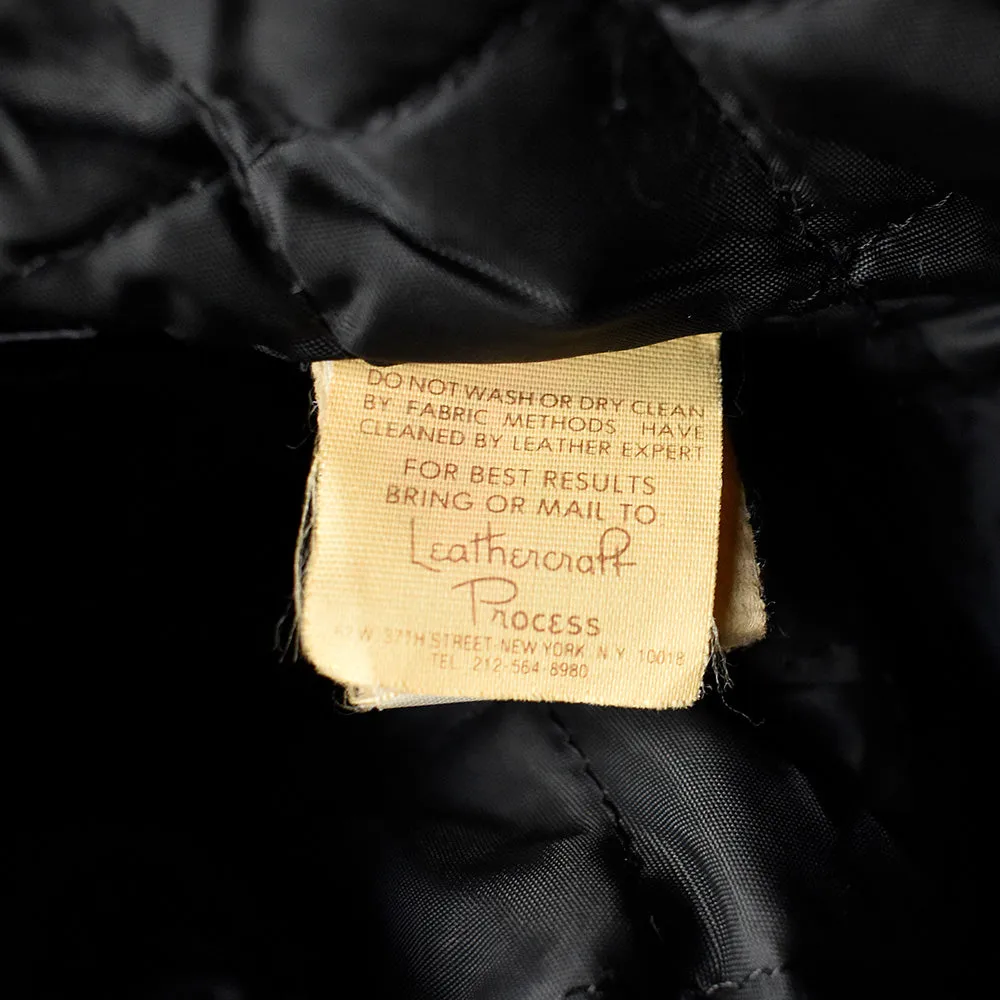 DO NOT WASH OR DRY CLEAN
BY FABRIC METHODS HAVE
CLEANED BY LEATHER EXPERT
FOR BEST RESULTS
BRING OR MAIL TO:
Leathercraft
Process
W. 37TH STREET NEW YORK N.Y. 10018
TEL. 212-564-8980